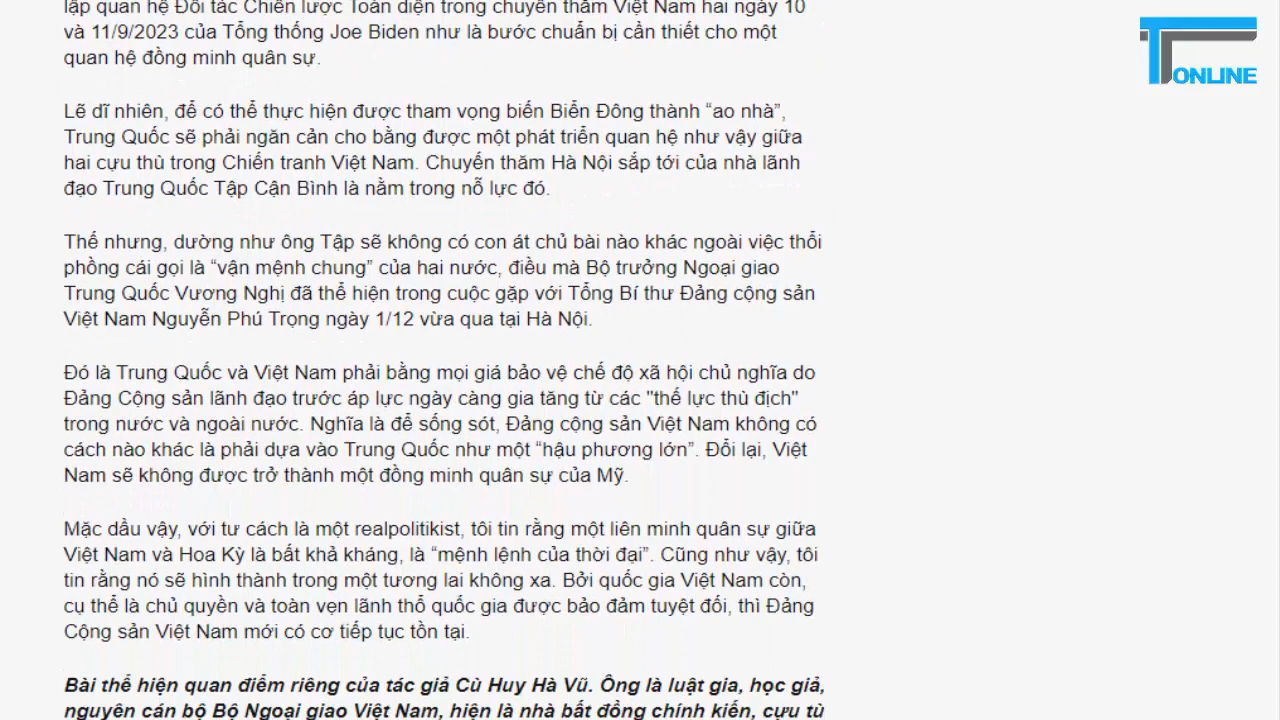 lập quan hệ Đối tác Chiến lược Toàn diện trong chuyến thăm Việt Nam hai ngày 10
và 11/9/2023 của Tổng thống Joe Biden như là bước chuẩn bị cần thiết cho một
quan hệ đồng minh quân sự.
Lẽ dĩ nhiên, để có thể thực hiện được tham vọng biến Biển Đông thành “ao nhà”,
Trung Quốc sẽ phải ngăn cản cho bằng được một phát triển quan hệ như vậy giữa
hai cựu thù trong Chiến tranh Việt Nam. Chuyến thăm Hà Nội sắp tới của nhà lãnh
đạo Trung Quốc Tập Cận Bình là nằm trong nỗ lực đó.
Thế nhưng, dường như ông Tập sẽ không có con át chủ bài nào khác ngoài việc thổi
phồng cái gọi là “vận mệnh chung” của hai nước, điều mà Bộ trưởng Ngoại giao
Trung Quốc Vương Nghị đã thể hiện trong cuộc gặp với Tổng Bí thư Đảng cộng sản
Việt Nam Nguyễn Phú Trọng ngày 1/12 vừa qua tại Hà Nội.
Đó là Trung Quốc và Việt Nam phải bằng mọi giá bảo vệ chế độ xã hội chủ nghĩa do
Đảng Cộng sản lãnh đạo trước áp lực ngày càng gia tăng từ các "thế lực thù địch"
trong nước và ngoài nước. Nghĩa là để sống sót, Đảng cộng sản Việt Nam không có
cách nào khác là phải dựa vào Trung Quốc như một “hậu phương lớn”. Đổi lại, Việt
Nam sẽ không được trở thành một đồng minh quân sự của Mỹ.
Mặc dầu vậy, với tư cách là một realpolitikist, tôi tin rằng một liên minh quân sự giữa
Việt Nam và Hoa Kỳ là bất khả kháng, là “mệnh lệnh của thời đại”. Cũng như vậy, tôi
tin rằng nó sẽ hình thành trong một tương lai không xa. Bởi quốc gia Việt Nam còn,
cụ thể là chủ quyền và toàn vẹn lãnh thổ quốc gia được bảo đảm tuyệt đối, thì Đảng
Cộng sản Việt Nam mới có cơ tiếp tục tồn tại.
Bài thể hiện quan điểm riêng của tác giả Cù Huy Hà Vũ. Ông là luật gia, học giả,
nguyên cán bộ Bộ Ngoại giao Việt Nam, hiện là nhà bất đồng chính kiến, cựu tù
TT ONLINE